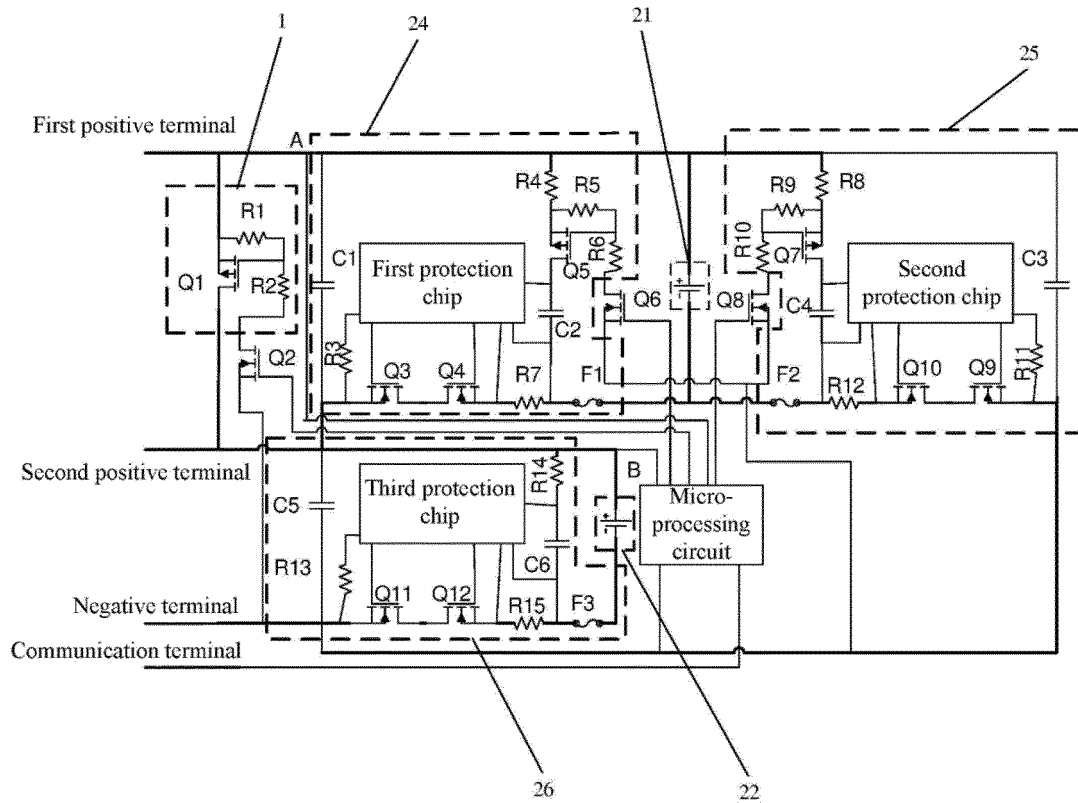 1
24
21
25
First positive terminal
A
R4
R5
R9
R8
R1
R6
R10
Q7
C1
First protection
chip
Q5
Second
protection chip
C3
Q1
R2
Q6
Q8
C4
C2
Q2
R3
Q3
Q4
R7
F1
F2
R12
Q10
Q9
R11
Second positive terminal
R14
B
C5
Third protection
chip
Micro-
processing
circuit
R13
C6
Q11
Q12
R15
F3
Negative terminal
Communication terminal
26
22